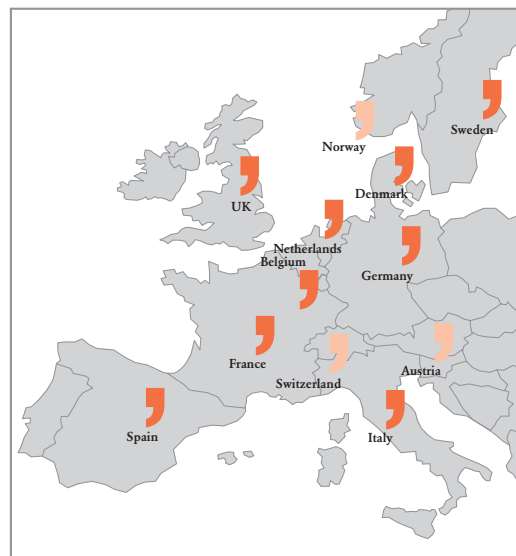 Sweden
Norway
Denmark
UK
Netherlands
Belgium
Germany
France
Austria
Switzerland
Spain
Italy